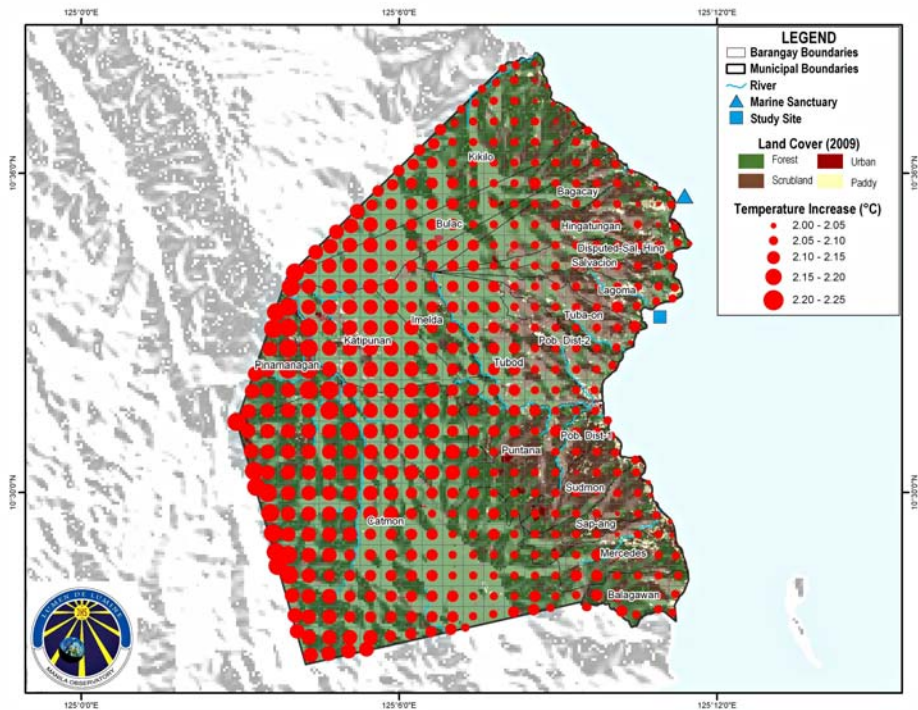 125°0'0"E
125°6'0"E
125°12'0"E
LEGEND
Barangay Boundaries
Municipal Boundaries
River
Marine Sanctuary
Study Site
Land Cover (2009)
Forest
Urban
Scrubland
Paddy
Temperature Increase (°C)
2.00 - 2.05
2.05 - 2.10
2.10 - 2.15
2.15 - 2.20
2.20 - 2.25
10°36'0"N
10°36'0"N
Kikilo
Bagacay
Bulac
Hingatungan
Disputed-Sal, Hing
Salvacion
Lagoma
Imelda
Tuba-on
Katipunan
Pob. Dist-2
Pinamanagan
Tubod
Pob. Dist-1
Puntana
Sudmon
10°30'0"N
10°30'0"N
Catmon
Sap-ang
Mercedes
Balagawan
LUMEN DE LUMINE
MANILA OBSERVATORY
125°0'0"E
125°6'0"E
125°12'0"E